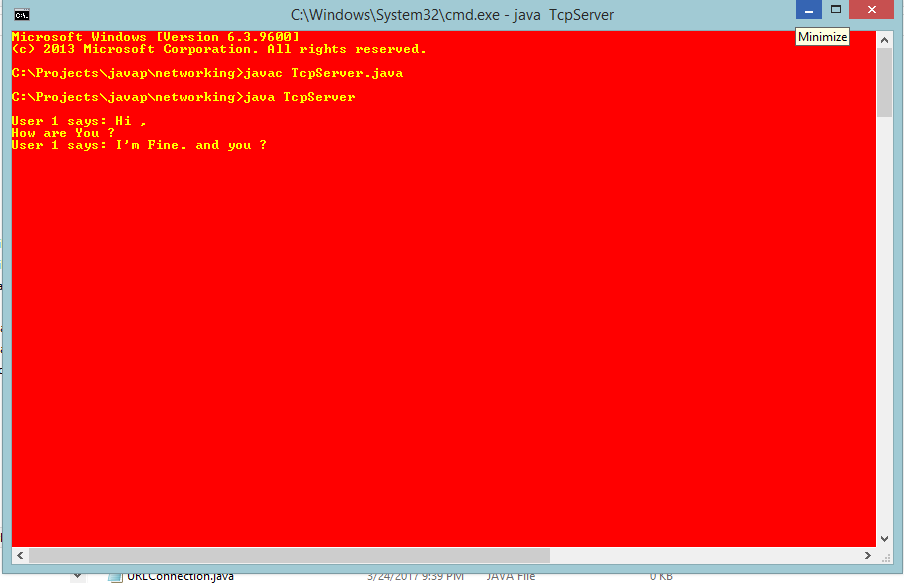 C:\Windows\System32\cmd.exe - java  TcpServer
Minimize
Microsoft Windows [Version 6.3.9600]
(c) 2013 Microsoft Corporation. All rights reserved.
C:\Projects\javap\networking>javac TcpServer.java
C:\Projects\javap\networking>java TcpServer
User 1 says: Hi ,
How are You ?
User 1 says: I'm Fine. and you ?
URLConnection.java 3/24/2017 9:39 PM JAVA File 0 KB